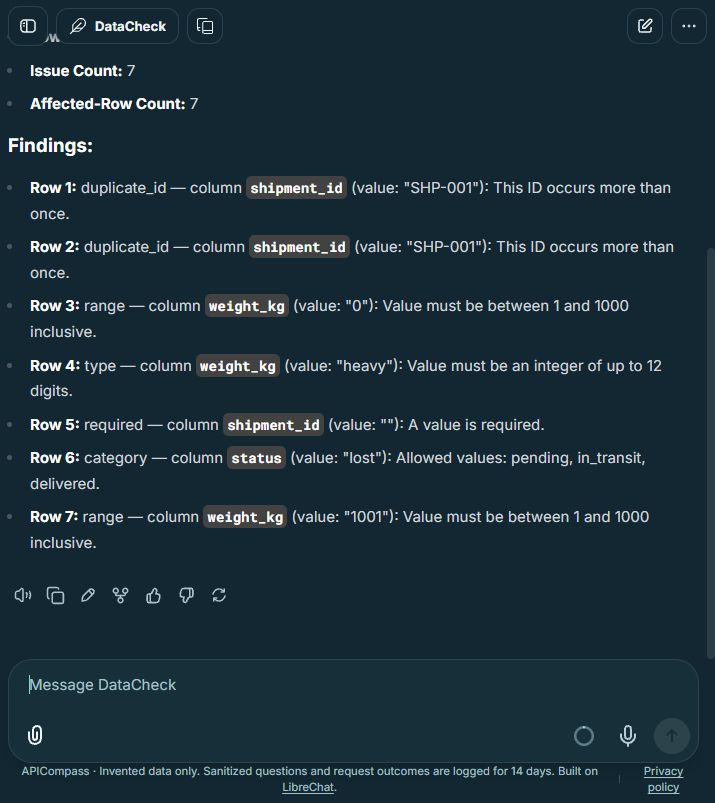 DataCheck
Issue Count: 7
Affected-Row Count: 7
Findings:
Row 1: duplicate_id — column shipment_id (value: "SHP-001"): This ID occurs more than
once.
Row 2: duplicate_id — column shipment_id (value: "SHP-001"): This ID occurs more than
once.
Row 3: range — column weight_kg (value: "0"): Value must be between 1 and 1000
inclusive.
Row 4: type — column weight_kg (value: "heavy"): Value must be an integer of up to 12
digits.
Row 5: required — column shipment_id (value: ""): A value is required.
Row 6: category — column status (value: "lost"): Allowed values: pending, in_transit,
delivered.
Row 7: range — column weight_kg (value: "1001"): Value must be between 1 and 1000
inclusive.
Message DataCheck
APICompass · Invented data only. Sanitized questions and request outcomes are logged for 14 days. Built on
LibreChat.
Privacy
policy